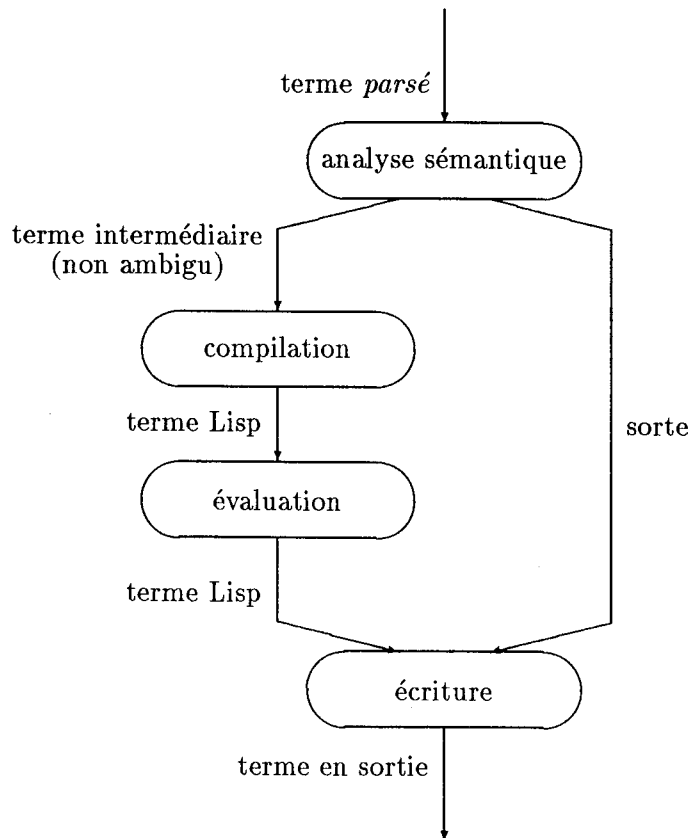 terme parsé
analyse sémantique
terme intermédiaire
(non ambigu)
compilation
terme Lisp
sorte
évaluation
terme Lisp
écriture
terme en sortie